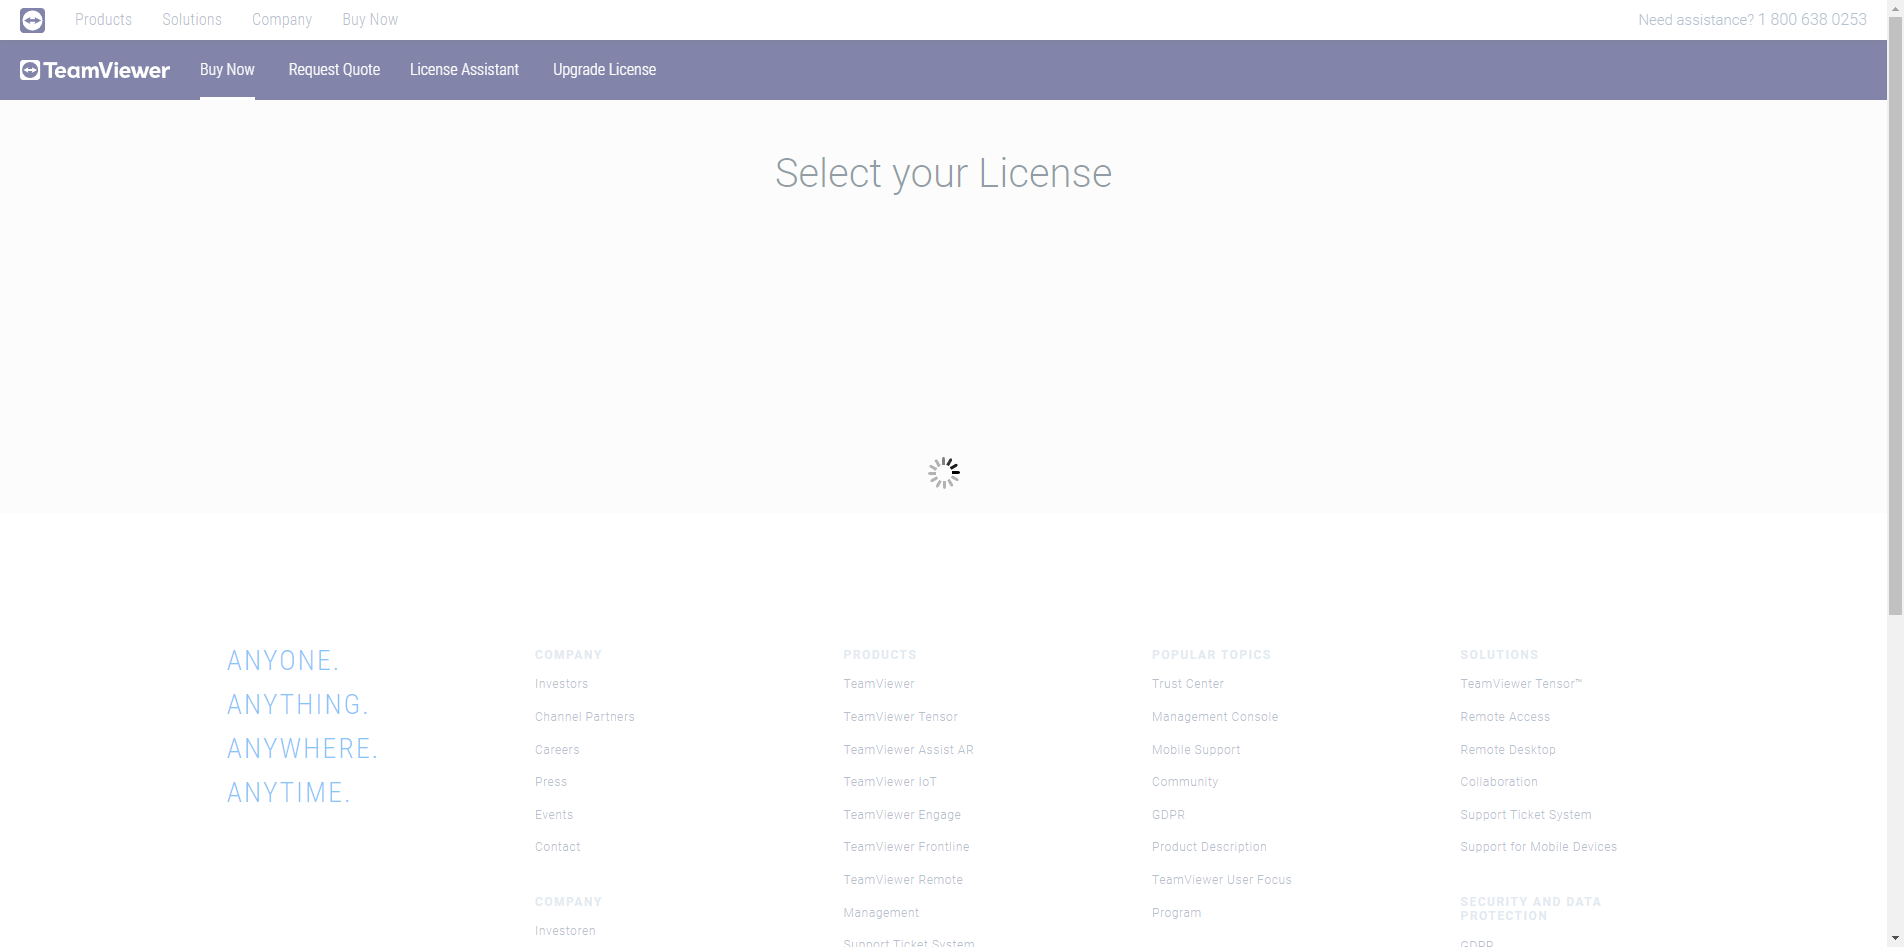 Products Solutions Company Buy Now Need assistance? 1 800 638 0253
TeamViewer Buy Now Request Quote License Assistant Upgrade License
Select your License
ANYONE.
ANYTHING.
ANYWHERE.
ANYTIME.
COMPANY
Investors
Channel Partners
Careers
Press
Events
Contact
COMPANY
Investoren
PRODUCTS
TeamViewer
TeamViewer Tensor
TeamViewer Assist AR
TeamViewer IoT
TeamViewer Engage
TeamViewer Frontline
TeamViewer Remote
Management
Support Ticket System
POPULAR TOPICS
Trust Center
Management Console
Mobile Support
Community
GDPR
Product Description
TeamViewer User Focus
Program
SOLUTIONS
TeamViewer Tensor™
Remote Access
Remote Desktop
Collaboration
Support Ticket System
Support for Mobile Devices
SECURITY AND DATA
PROTECTION
GDPR